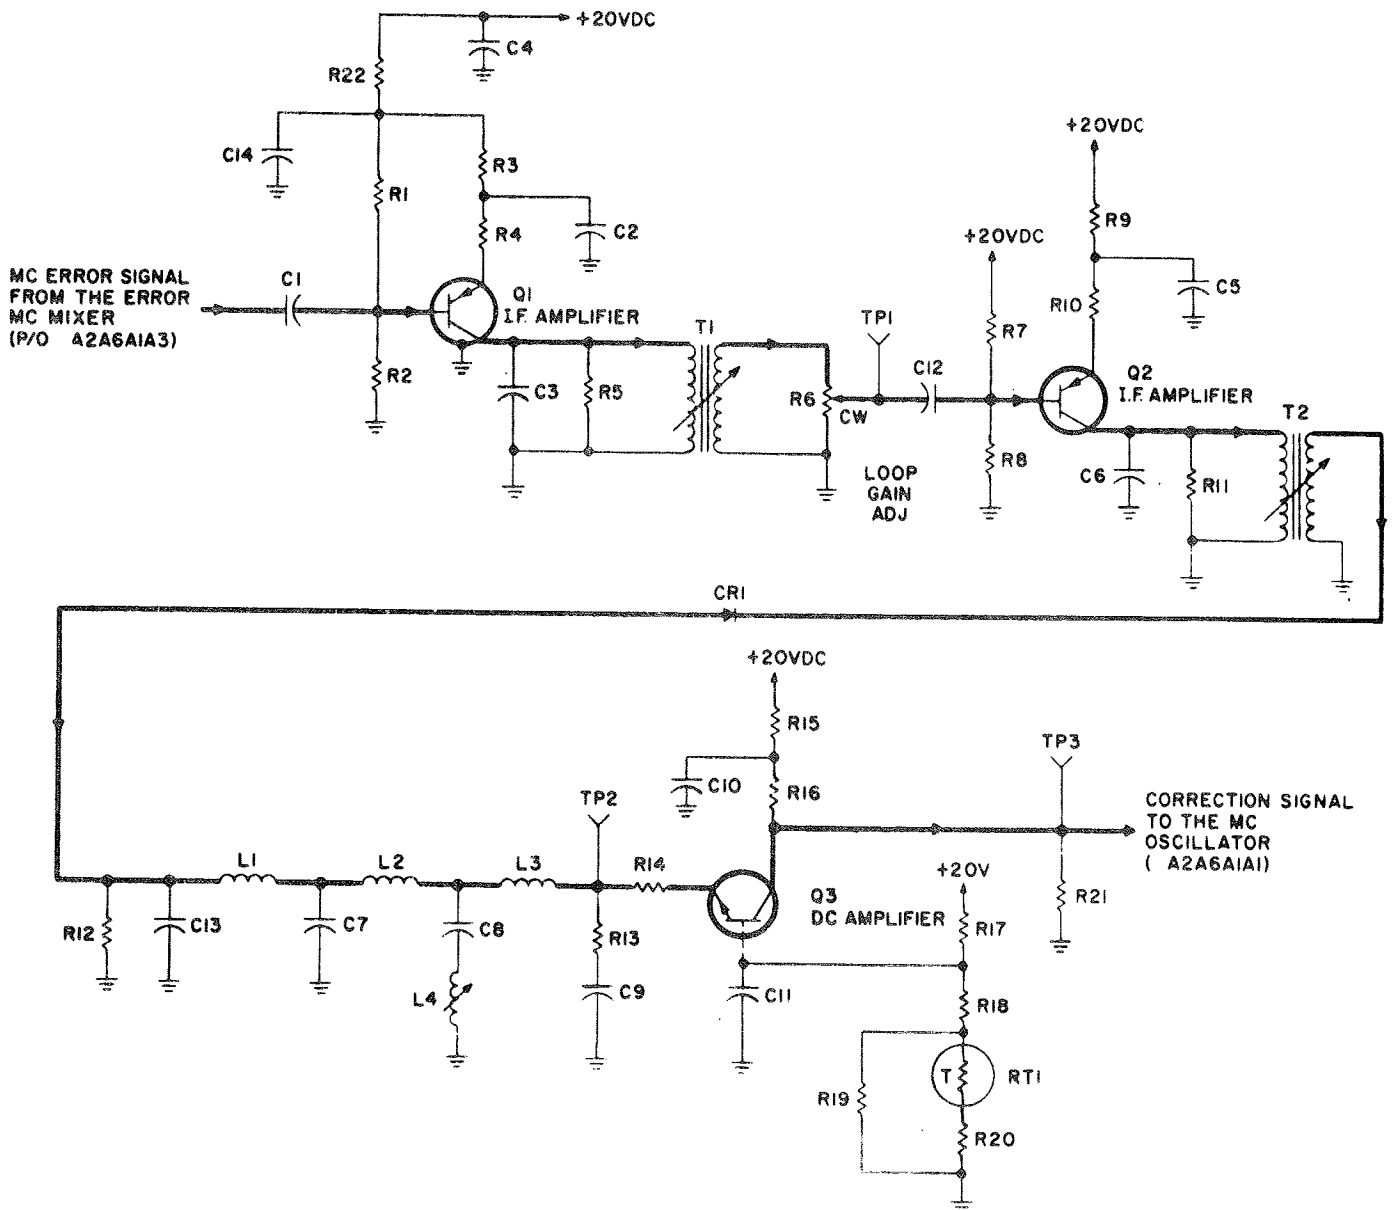 +20VDC
C4
R22
C14
R3
R1
C2
R4
+20VDC
R9
+20VDC
C5
R10
MC ERROR SIGNAL
FROM THE ERROR
MC MIXER
(P/O A2A6A1A3)
C1
Q1
I.F. AMPLIFIER
T1
TP1
R7
C12
Q2
I.F. AMPLIFIER
R2
C3
R5
R6
CW
T2
LOOP
GAIN
ADJ
R8
C6
R11
CR1
+20VDC
R15
C10
R16
TP2
TP3
CORRECTION SIGNAL
TO THE MC
OSCILLATOR
( A2A6A1A1)
L1
L2
L3
R14
+20V
Q3
DC AMPLIFIER
R21
R12
C13
C7
C8
R13
R17
L4
C9
C11
R18
T
RT1
R19
R20